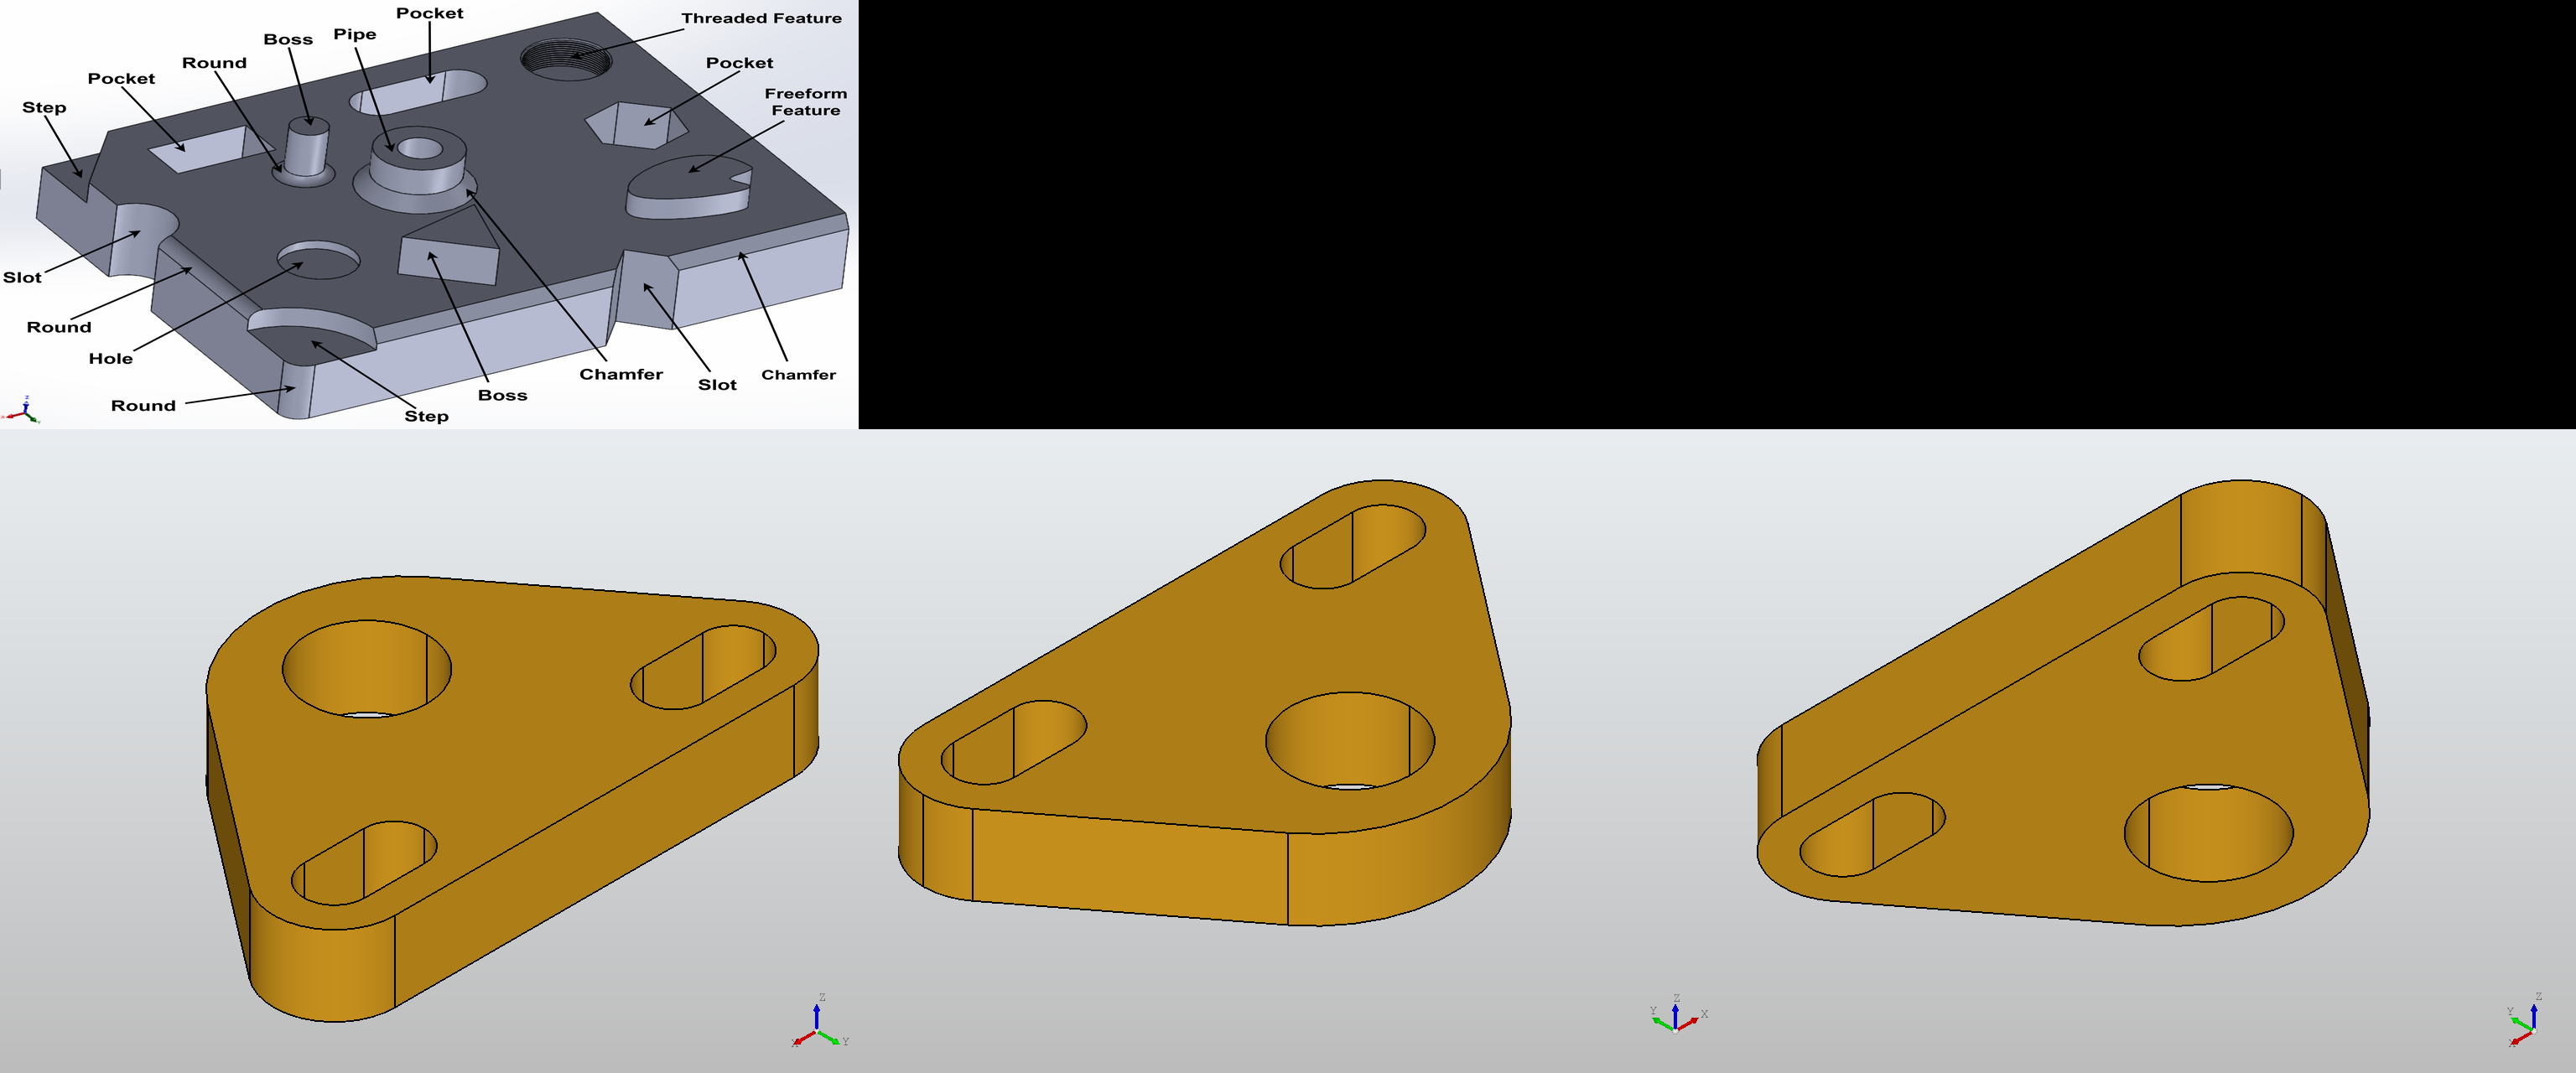 Pocket
Threaded Feature
Boss
Pipe
Round
Pocket
Pocket
Freeform
Feature
Step
Slot
Round
Hole
Chamfer
Slot
Chamfer
Boss
Round
Step
Z
X
Y
Y
Z
X
Y
Z
X